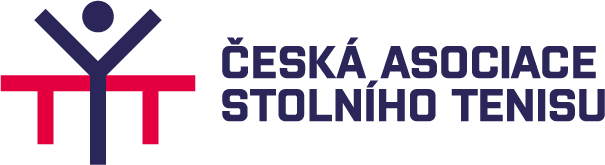 ČESKÁ ASOCIACE
STOLNÍHO TENISU